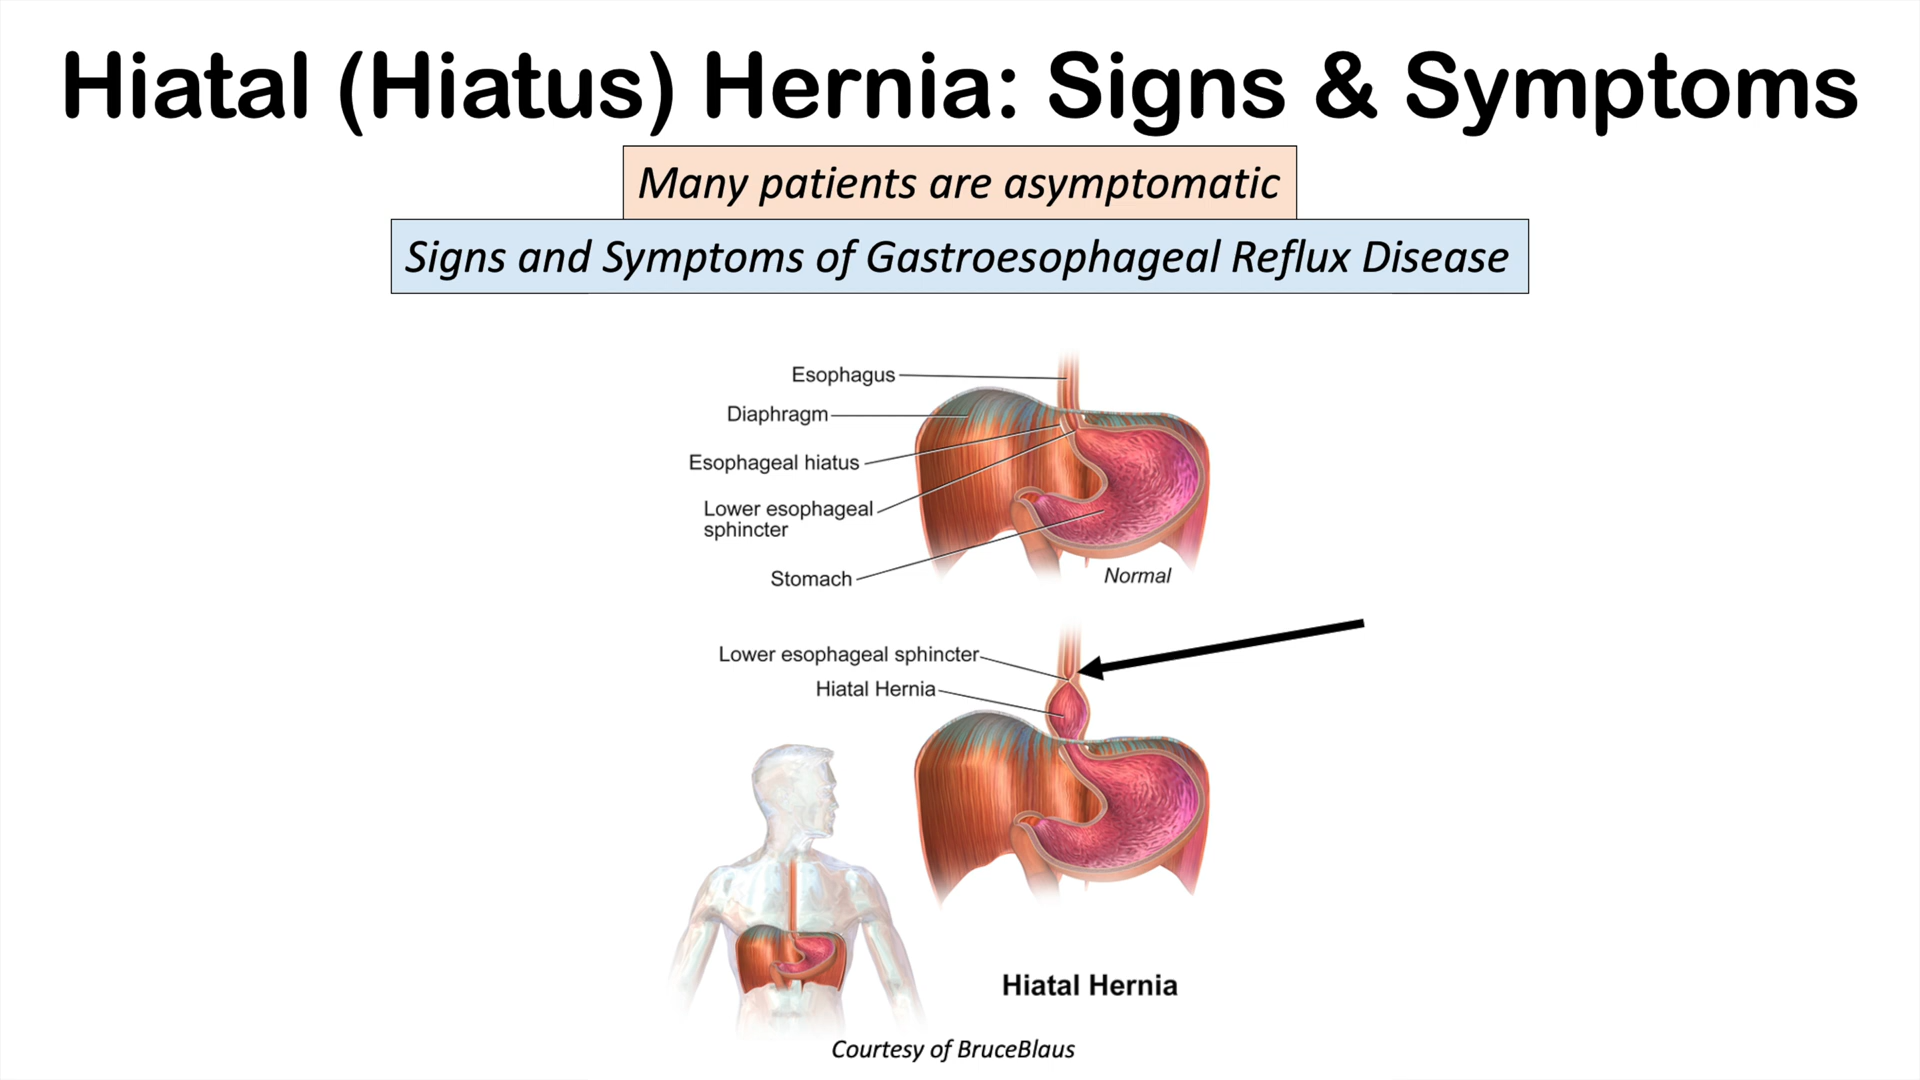 Hiatal (Hiatus) Hernia: Signs & Symptoms
Many patients are asymptomatic
Signs and Symptoms of Gastroesophageal Reflux Disease
Esophagus
Diaphragm
Esophageal hiatus
Lower esophageal
sphincter
Stomach
Normal
Lower esophageal sphincter
Hiatal Hernia
Hiatal Hernia
Courtesy of BruceBlaus